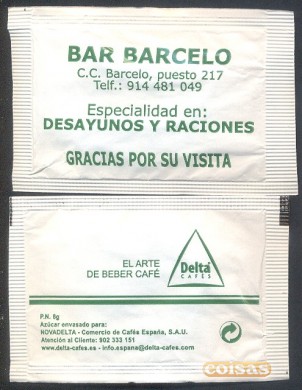 BAR BARCELO
C.C. Barcelo, puesto 217
Telf.: 914 481 049
Especialidad en:
DESAYUNOS Y RACIONES
GRACIAS POR SU VISITA
EL ARTE
DE BEBER CAFÉ
Delta
CAFÉS
P.N. 8g
Azúcar envasado para:
NOVADELTA - Comercio de Cafés España, S.A.U.
Atención al Cliente: 902 333 151
www.delta-cafes.es - info.espana@delta-cafes.com
coisas